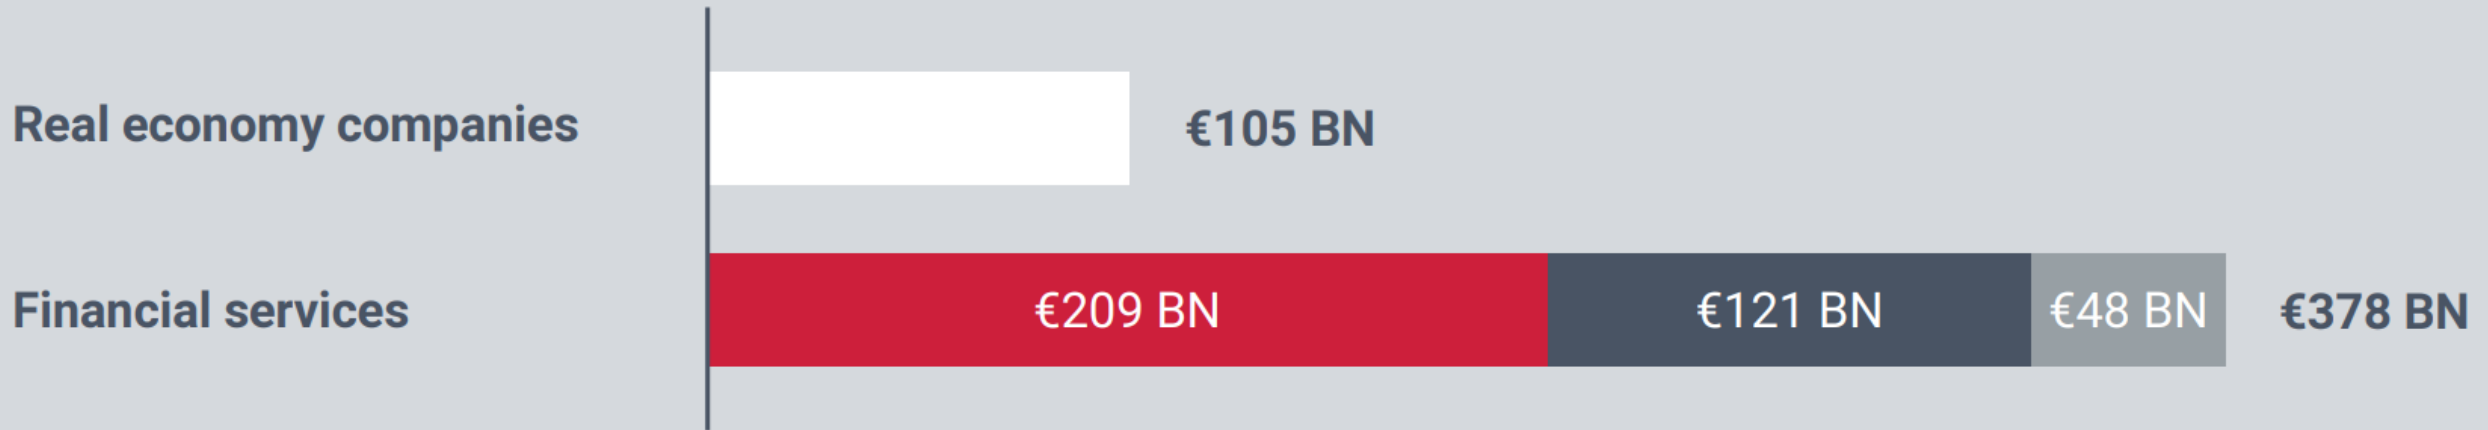 Real economy companies
€105 BN
Financial services
€209 BN
€121 BN
€48 BN
€378 BN